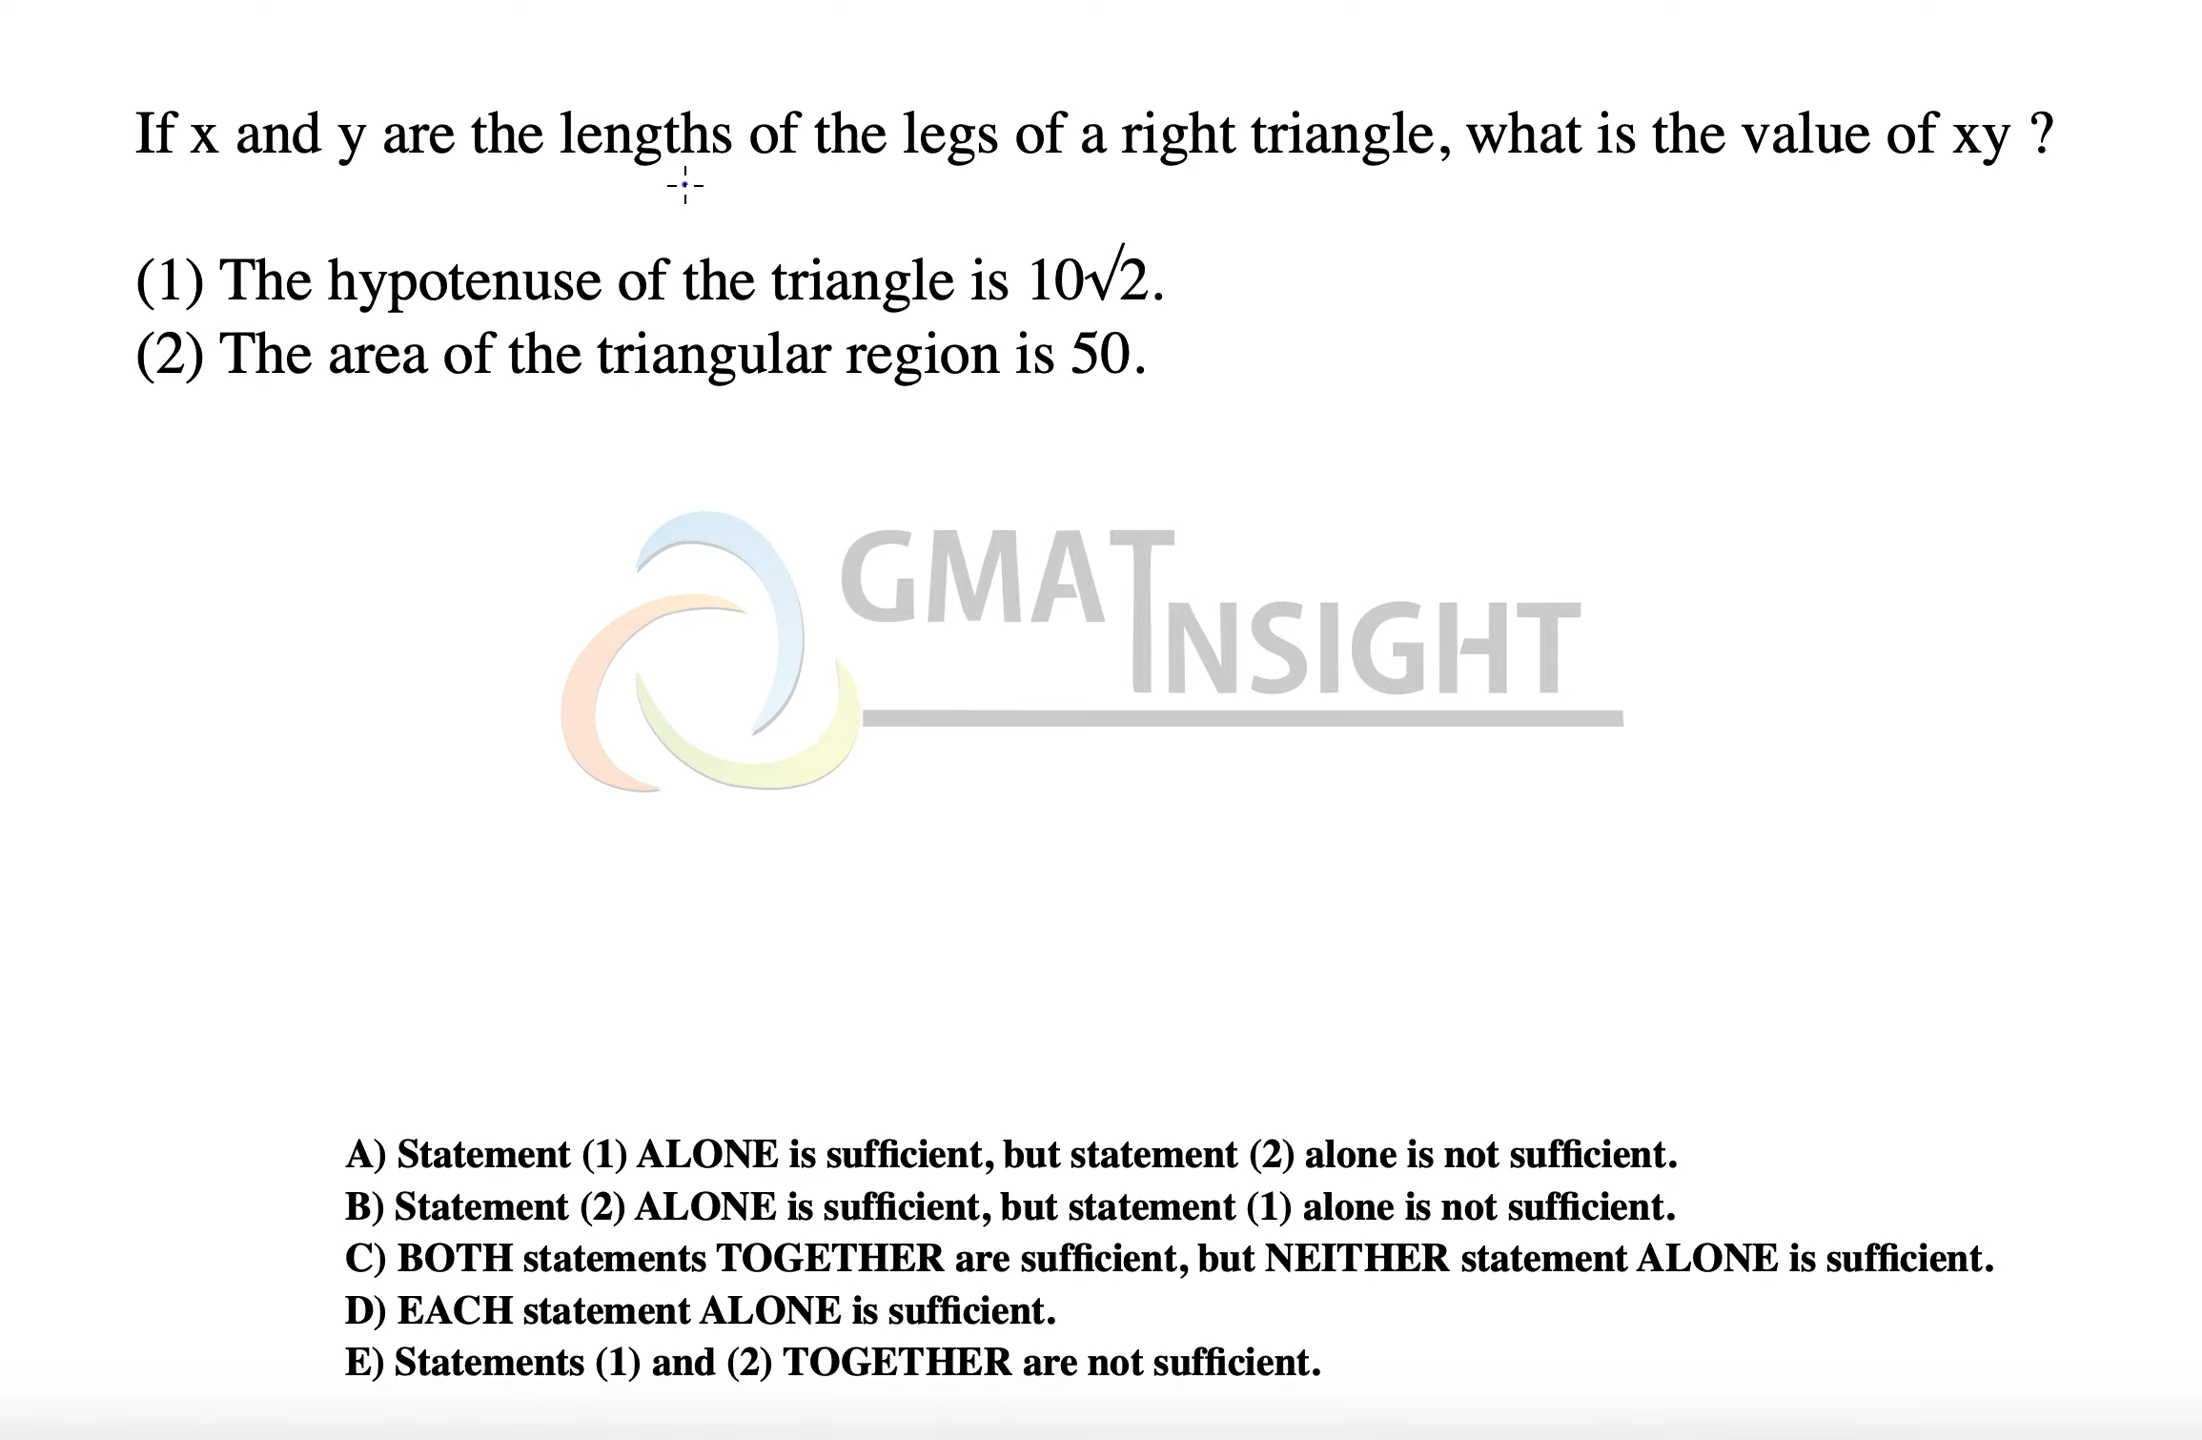 If x and y are the lengths of the legs of a right triangle, what is the value of xy ?
(1) The hypotenuse of the triangle is 10√2.
(2) The area of the triangular region is 50.
GMAT INSIGHT
A) Statement (1) ALONE is sufficient, but statement (2) alone is not sufficient.
B) Statement (2) ALONE is sufficient, but statement (1) alone is not sufficient.
C) BOTH statements TOGETHER are sufficient, but NEITHER statement ALONE is sufficient.
D) EACH statement ALONE is sufficient.
E) Statements (1) and (2) TOGETHER are not sufficient.